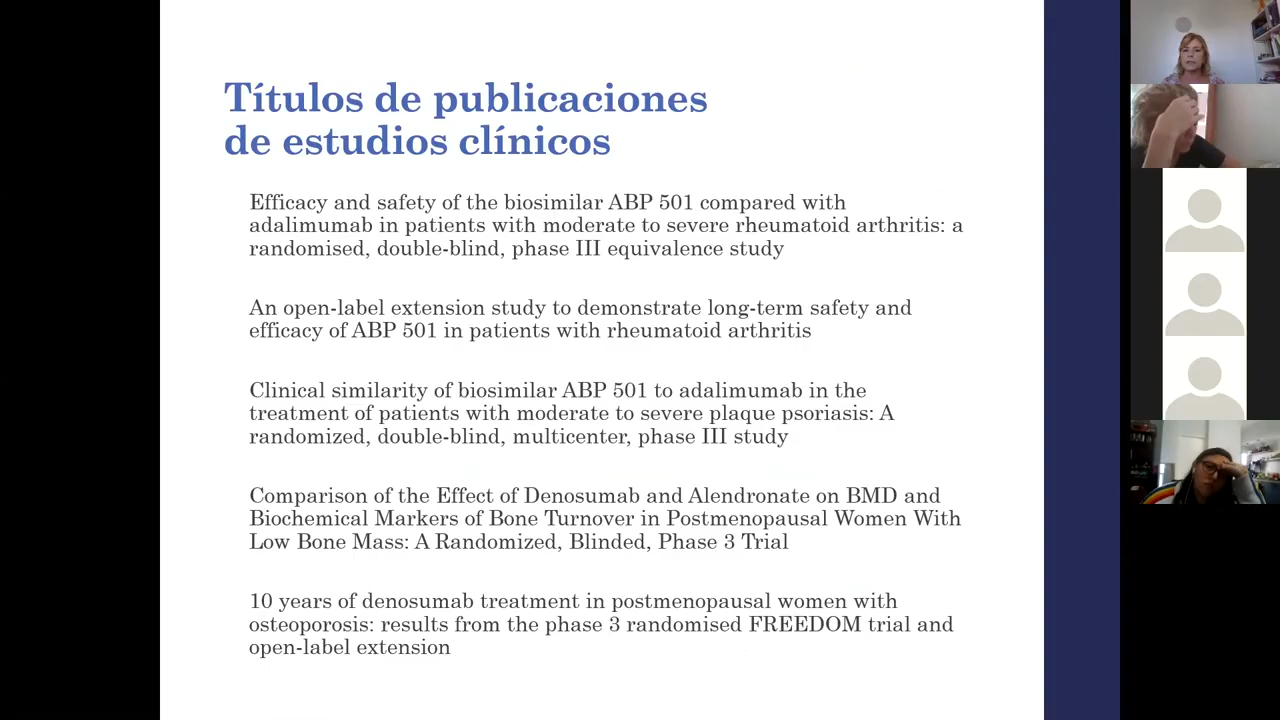 Títulos de publicaciones
de estudios clínicos
Efficacy and safety of the biosimilar ABP 501 compared with
adalimumab in patients with moderate to severe rheumatoid arthritis: a
randomised, double-blind, phase III equivalence study
An open-label extension study to demonstrate long-term safety and
efficacy of ABP 501 in patients with rheumatoid arthritis
Clinical similarity of biosimilar ABP 501 to adalimumab in the
treatment of patients with moderate to severe plaque psoriasis: A
randomized, double-blind, multicenter, phase III study
Comparison of the Effect of Denosumab and Alendronate on BMD and
Biochemical Markers of Bone Turnover in Postmenopausal Women With
Low Bone Mass: A Randomized, Blinded, Phase 3 Trial
10 years of denosumab treatment in postmenopausal women with
osteoporosis: results from the phase 3 randomised FREEDOM trial and
open-label extension